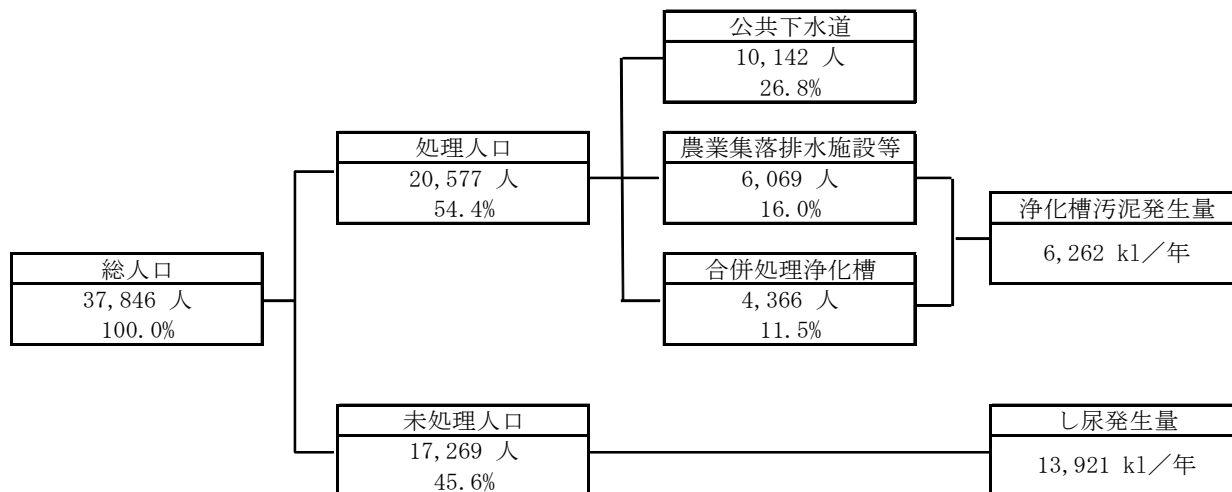 公共下水道
10,142 人
26.8%
処理人口
20,577 人
54.4%
農業集落排水施設等
6,069 人
16.0%
浄化槽汚泥発生量
6,262 kl／年
総人口
37,846 人
100.0%
合併処理浄化槽
4,366 人
11.5%
未処理人口
17,269 人
45.6%
し尿発生量
13,921 kl／年